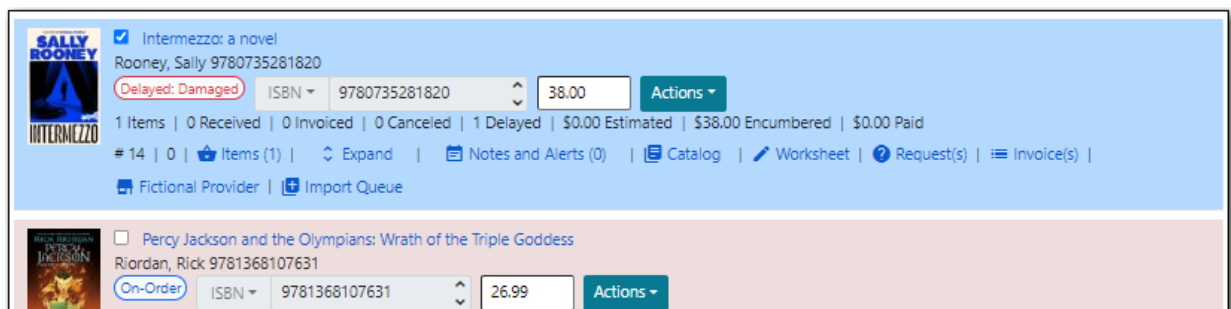 SALLY
ROONEY
INTERMEZZO
Intermezzo: a novel
Rooney, Sally 9780735281820
Delayed: Damaged ISBN 9780735281820 38.00 Actions
1 Items | 0 Received | 0 Invoiced | 0 Canceled | 1 Delayed | $0.00 Estimated | $38.00 Encumbered | $0.00 Paid
# 14 | 0 | Items (1) | Expand | Notes and Alerts (0) | Catalog | Worksheet | Request(s) | Invoice(s) |
Fictional Provider | Import Queue
RICK RIORDAN
PERCY
JACKSON
Percy Jackson and the Olympians: Wrath of the Triple Goddess
Riordan, Rick 9781368107631
On-Order ISBN 9781368107631 26.99 Actions